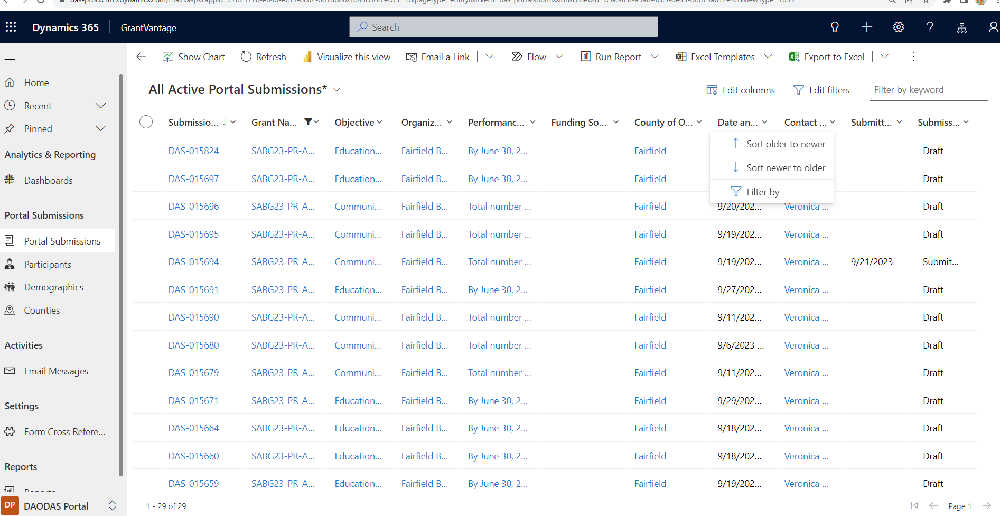 Dynamics 365 GrantVantage Search
Show Chart Refresh Visualize this view Email a Link Flow Run Report Excel Templates Export to Excel
Home
Recent
Pinned
Analytics & Reporting
Dashboards
Portal Submissions
Portal Submissions
Participants
Demographics
Counties
Activities
Email Messages
Settings
Form Cross Refere...
Reports
Reports
DP DAODAS Portal
All Active Portal Submissions*
Edit columns Edit filters Filter by keyword
Submissio... Grant Na... Objective Organiz... Performanc... Funding So... County of O... Date an... Contact ... Submitt... Submiss...
Sort older to newer
Sort newer to older
Filter by
DAS-015824 SABG23-PR-A... Education... Fairfield B... By June 30, 2... Fairfield Draft
DAS-015697 SABG23-PR-A... Education... Fairfield B... By June 30, 2... Fairfield Draft
DAS-015696 SABG23-PR-A... Communi... Fairfield B... Total number ... Fairfield 9/20/202... Veronica ... Draft
DAS-015695 SABG23-PR-A... Communi... Fairfield B... Total number ... Fairfield 9/19/202... Veronica ... Draft
DAS-015694 SABG23-PR-A... Communi... Fairfield B... Total number ... Fairfield 9/19/202... Veronica ... 9/21/2023 Submit...
DAS-015691 SABG23-PR-A... Education... Fairfield B... By June 30, 2... Fairfield 9/27/202... Veronica ... Draft
DAS-015690 SABG23-PR-A... Communi... Fairfield B... Total number ... Fairfield 9/11/202... Veronica ... Draft
DAS-015680 SABG23-PR-A... Communi... Fairfield B... Total number ... Fairfield 9/6/2023 ... Veronica ... Draft
DAS-015679 SABG23-PR-A... Communi... Fairfield B... Total number ... Fairfield 9/11/202... Veronica ... Draft
DAS-015671 SABG23-PR-A... Education... Fairfield B... By June 30, 2... Fairfield 9/29/202... Veronica ... Draft
DAS-015664 SABG23-PR-A... Education... Fairfield B... By June 30, 2... Fairfield 9/18/202... Veronica ... Draft
DAS-015660 SABG23-PR-A... Education... Fairfield B... By June 30, 2... Fairfield 9/18/202... Veronica ... Draft
DAS-015659 SABG23-PR-A... Education... Fairfield B... By June 30, 2... Fairfield 9/19/202... Veronica ... Draft
1 - 29 of 29 Page 1